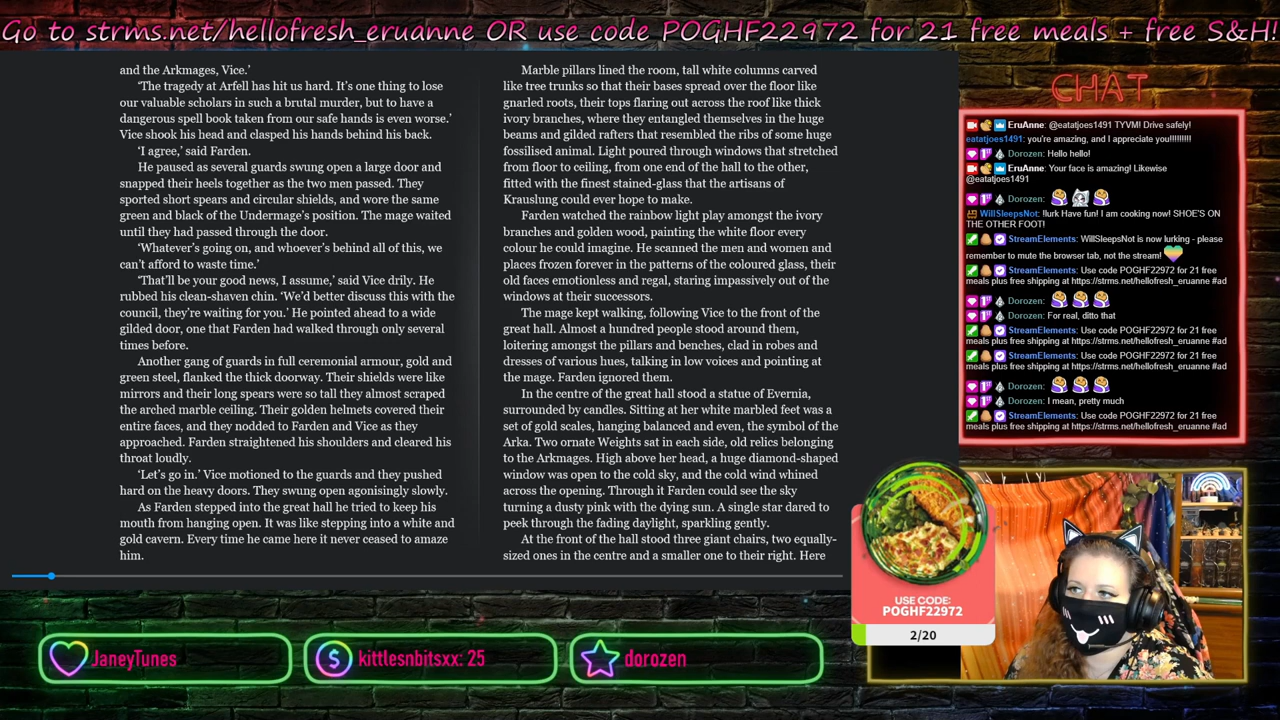 Go to strms.net/hellofresh_eruanne OR use code POGHF22972 for 21 free meals + free S&H!
and the Arkmages, Vice.’
‘The tragedy at Arfell has hit us hard. It’s one thing to lose
our valuable scholars in such a brutal murder, but to have a
dangerous spell book taken from our safe hands is even worse.’
Vice shook his head and clasped his hands behind his back.
‘I agree,’ said Farden.
He paused as several guards swung open a large door and
snapped their heels together as the two men passed. They
sported short spears and circular shields, and wore the same
green and black of the Undermage’s position. The mage waited
until they had passed through the door.
‘Whatever’s going on, and whoever’s behind all of this, we
can’t afford to waste time.’
‘That’ll be your good news, I assume,’ said Vice drily. He
rubbed his clean-shaven chin. ‘We’d better discuss this with the
council, they’re waiting for you.’ He pointed ahead to a wide
gilded door, one that Farden had walked through only several
times before.
Another gang of guards in full ceremonial armour, gold and
green steel, flanked the thick doorway. Their shields were like
mirrors and their long spears were so tall they almost scraped
the arched marble ceiling. Their golden helmets covered their
entire faces, and they nodded to Farden and Vice as they
approached. Farden straightened his shoulders and cleared his
throat loudly.
‘Let’s go in.’ Vice motioned to the guards and they pushed
hard on the heavy doors. They swung open agonisingly slowly.
As Farden stepped into the great hall he tried to keep his
mouth from hanging open. It was like stepping into a white and
gold cavern. Every time he came here it never ceased to amaze
him.
Marble pillars lined the room, tall white columns carved
like tree trunks so that their bases spread over the floor like
gnarled roots, their tops flaring out across the roof like thick
ivory branches, where they entangled themselves in the huge
beams and gilded rafters that resembled the ribs of some huge
fossilised animal. Light poured through windows that stretched
from floor to ceiling, from one end of the hall to the other,
fitted with the finest stained-glass that the artisans of
Krauslung could ever hope to make.
Farden watched the rainbow light play amongst the ivory
branches and golden wood, painting the white floor every
colour he could imagine. He scanned the men and women and
places frozen forever in the patterns of the coloured glass, their
old faces emotionless and regal, staring impassively out of the
windows at their successors.
The mage kept walking, following Vice to the front of the
great hall. Almost a hundred people stood around them,
loitering amongst the pillars and benches, clad in robes and
dresses of various hues, talking in low voices and pointing at
the mage. Farden ignored them.
In the centre of the great hall stood a statue of Evernia,
surrounded by candles. Sitting at her white marbled feet was a
set of gold scales, hanging balanced and even, the symbol of the
Arka. Two ornate Weights sat in each side, old relics belonging
to the Arkmages. High above her head, a huge diamond-shaped
window was open to the cold sky, and the cold wind whined
across the opening. Through it Farden could see the sky
turning a dusty pink with the dying sun. A single star dared to
peek through the fading daylight, sparkling gently.
At the front of the hall stood three giant chairs, two equally-
sized ones in the centre and a smaller one to their right. Here
CHAT
EruAnne: @eatatjoes1491 TYVM! Drive safely!
eatatjoes1491: you're amazing, and I appreciate you!!!!!!!!!
Dorozen: Hello hello!
EruAnne: Your face is amazing! Likewise
@eatatjoes1491
Dorozen:
WillSleepsNot: !lurk Have fun! I am cooking now! SHOE'S ON
THE OTHER FOOT!
StreamElements: WillSleepsNot is now lurking - please
remember to mute the browser tab, not the stream!
StreamElements: Use code POGHF22972 for 21 free
meals plus free shipping at https://strms.net/hellofresh_eruanne #ad
Dorozen:
Dorozen: For real, ditto that
StreamElements: Use code POGHF22972 for 21 free
meals plus free shipping at https://strms.net/hellofresh_eruanne #ad
StreamElements: Use code POGHF22972 for 21 free
meals plus free shipping at https://strms.net/hellofresh_eruanne #ad
Dorozen:
Dorozen: I mean, pretty much
StreamElements: Use code POGHF22972 for 21 free
meals plus free shipping at https://strms.net/hellofresh_eruanne #ad
USE CODE:
POGHF22972
2/20
JaneyTunes
$
kittlesnbitsxx: 25
dorozen